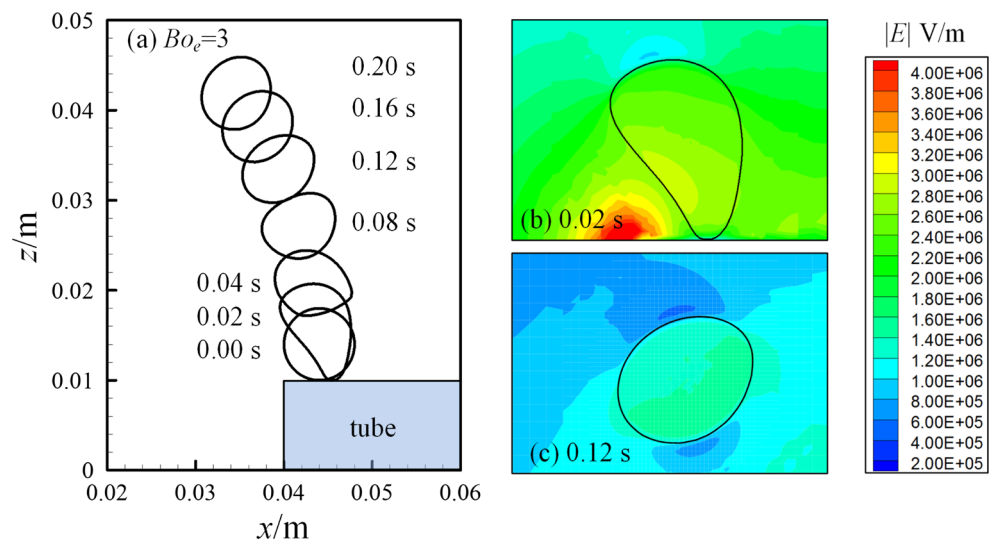 (a) Boₑ=3
0.20 s
0.16 s
0.12 s
0.08 s
0.04 s
0.02 s
0.00 s
tube
0.05
0.04
0.03
0.02
0.01
0
z/m
0.02 0.03 0.04 0.05 0.06
x/m
(b) 0.02 s
(c) 0.12 s
|E| V/m
4.00E+06
3.80E+06
3.60E+06
3.40E+06
3.20E+06
3.00E+06
2.80E+06
2.60E+06
2.40E+06
2.20E+06
2.00E+06
1.80E+06
1.60E+06
1.40E+06
1.20E+06
1.00E+06
8.00E+05
6.00E+05
4.00E+05
2.00E+05